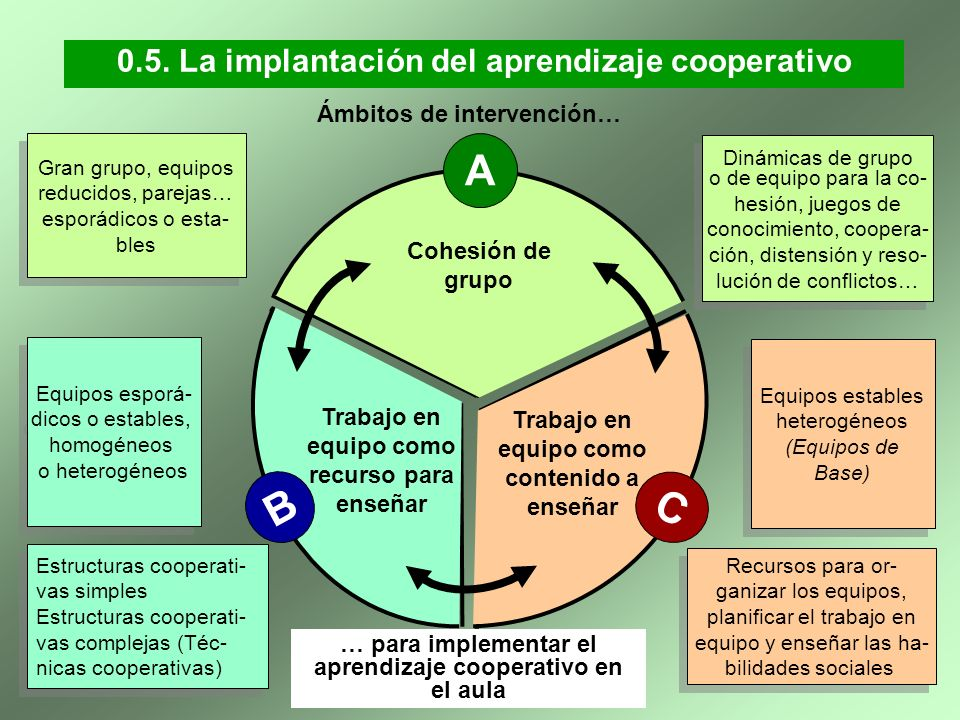 0.5. La implantación del aprendizaje cooperativo
Ámbitos de intervención…
Gran grupo, equipos
reducidos, parejas…
esporádicos o esta-
bles
A
Dinámicas de grupo
o de equipo para la co-
hesión, juegos de
conocimiento, coopera-
ción, distensión y reso-
lución de conflictos…
Cohesión de
grupo
Equipos esporá-
dicos o estables,
homogéneos
o heterogéneos
Trabajo en
equipo como
recurso para
enseñar
B
Trabajo en
equipo como
contenido a
enseñar
C
Equipos estables
heterogéneos
(Equipos de
Base)
Estructuras cooperati-
vas simples
Estructuras cooperati-
vas complejas (Téc-
nicas cooperativas)
Recursos para or-
ganizar los equipos,
planificar el trabajo en
equipo y enseñar las ha-
bilidades sociales
… para implementar el
aprendizaje cooperativo en
el aula